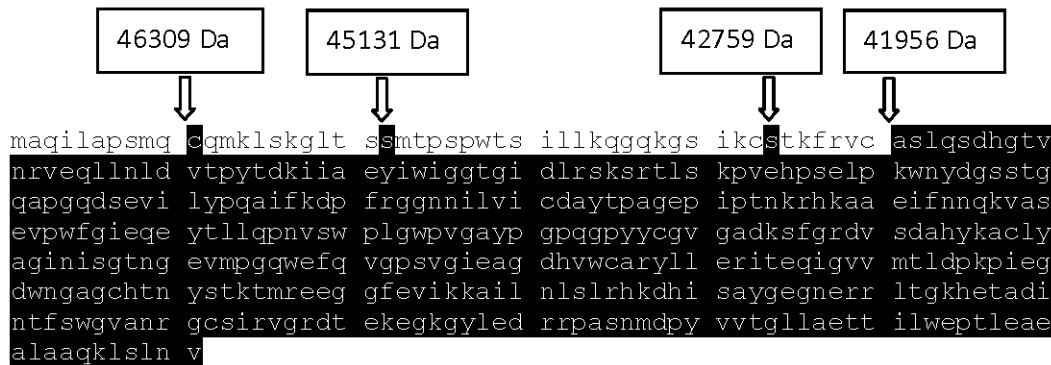 46309 Da 45131 Da 42759 Da 41956 Da
maqilapsmq cqmklskglt ssmtpspwts illlkqgqkgs ikcstkfrvc aslqsdhgtv
nrveqllnld vtpytdkiia eyiwiggtgi dlrsksrtls kpvehpselp kwnydgsstg
qapgqdsevi lypqaifkdp frggnnilvi cdaytpagep iptnkrhkaa eifnnqkvas
evpwfgieqe ytllqpnvsw plgwpvgayp gpqgpyycgv gadksfgrdv sdahykacly
aginisgtng evmpgqwefq vgpsvgieag dhvwcaryll eriteqigvv mtldpkpieg
dwngagchtn ystktmreeg gfevikkail nlslrhkdhi saygegnerr ltgkhetadi
ntfswgvanr gcsirvgrdt ekegkgyled rrpasnmdpy vvtgllaett ilweptleae
alaaqklsln v